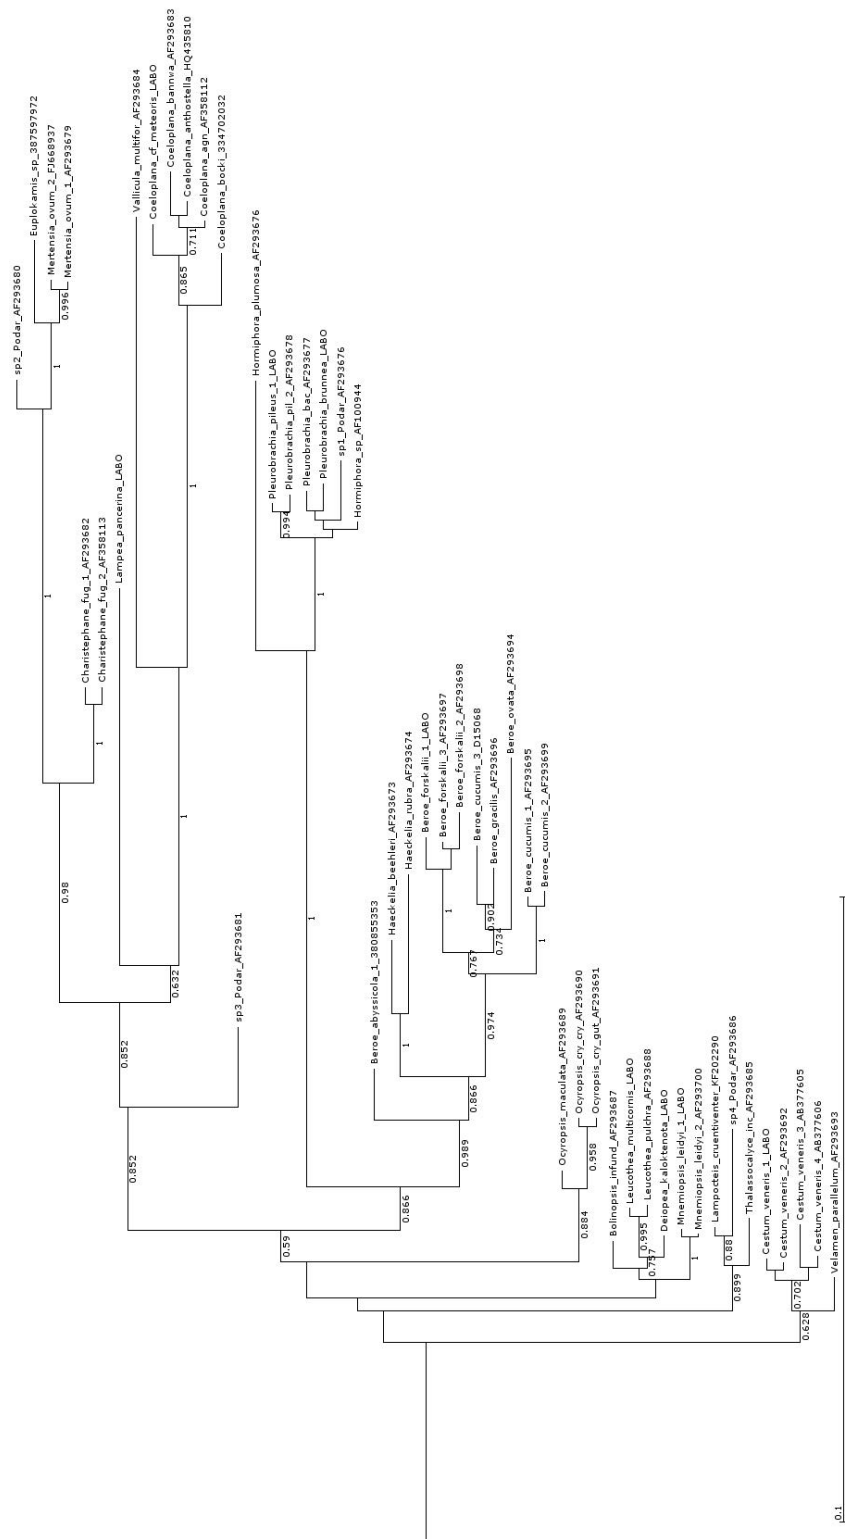 sp2_Podar_AF293680
Euplokamis_sp_387597972
Mertensia_ovum_2_FJ668937
Mertensia_ovum_1_AF293679
0.996
1
1
Charistephane_fug_1_AF293682
Charistephane_fug_2_AF358113
1
0.98
Lampea_pancerina_LABO
Vallicula_multifor_AF293684
Coeloplana_cf_meteoris_LABO
Coeloplana_bannwa_AF293683
Coeloplana_anthostella_HQ435810
Coeloplana_agn_AF358112
Coeloplana_bocki_334702032
0.711
0.865
1
1
0.632
0.852
sp3_Podar_AF293681
0.852
Hormiphora_plumosa_AF293676
Pleurobrachia_pileus_1_LABO
Pleurobrachia_pil_2_AF293678
0.994
Pleurobrachia_bac_AF293677
Pleurobrachia_brunnea_LABO
sp1_Podar_AF293676
Hormiphora_sp_AF100944
1
1
Beroe_abyssicola_1_380855353
Haeckelia_beehleri_AF293673
Haeckelia_rubra_AF293674
1
Beroe_forskalii_1_LABO
Beroe_forskalii_3_AF293697
Beroe_forskalii_2_AF293698
1
Beroe_cucumis_3_D15068
Beroe_gracilis_AF293696
0.902
Beroe_ovata_AF293694
0.734
0.767
Beroe_cucumis_1_AF293695
Beroe_cucumis_2_AF293699
1
0.974
0.866
0.989
0.866
0.59
Ocyropsis_maculata_AF293689
Ocyropsis_cry_cry_AF293690
Ocyropsis_cry_gut_AF293691
0.958
0.884
Bolinopsis_infund_AF293687
Leucothea_multicornis_LABO
Leucothea_pulchra_AF293688
0.995
Deiopea_kaloktenota_LABO
0.757
Mnemiopsis_leidyi_1_LABO
Mnemiopsis_leidyi_2_AF293700
1
Lampocteis_cruentiventer_KF202290
sp4_Podar_AF293686
0.88
Thalassocalyce_inc_AF293685
0.899
Cestum_veneris_1_LABO
Cestum_veneris_2_AF293692
Cestum_veneris_3_AB377605
Cestum_veneris_4_AB377606
0.702
Velamen_parallelum_AF293693
0.628
0.1